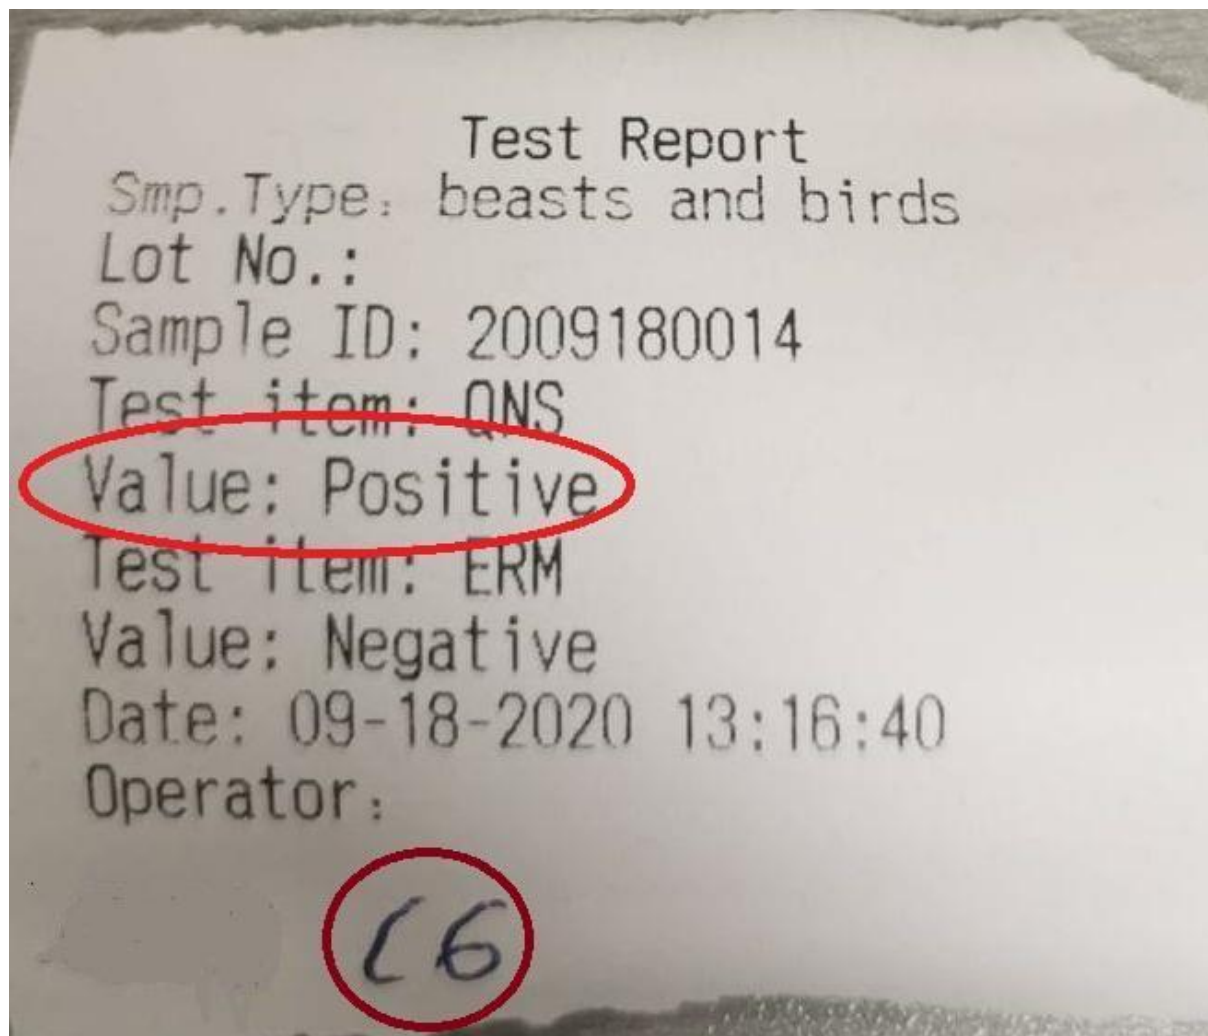 Test Report
Smp.Type: beasts and birds
Lot No.:
Sample ID: 2009180014
Test item: QNS
Value: Positive
Test item: ERM
Value: Negative
Date: 09-18-2020 13:16:40
Operator:
C6